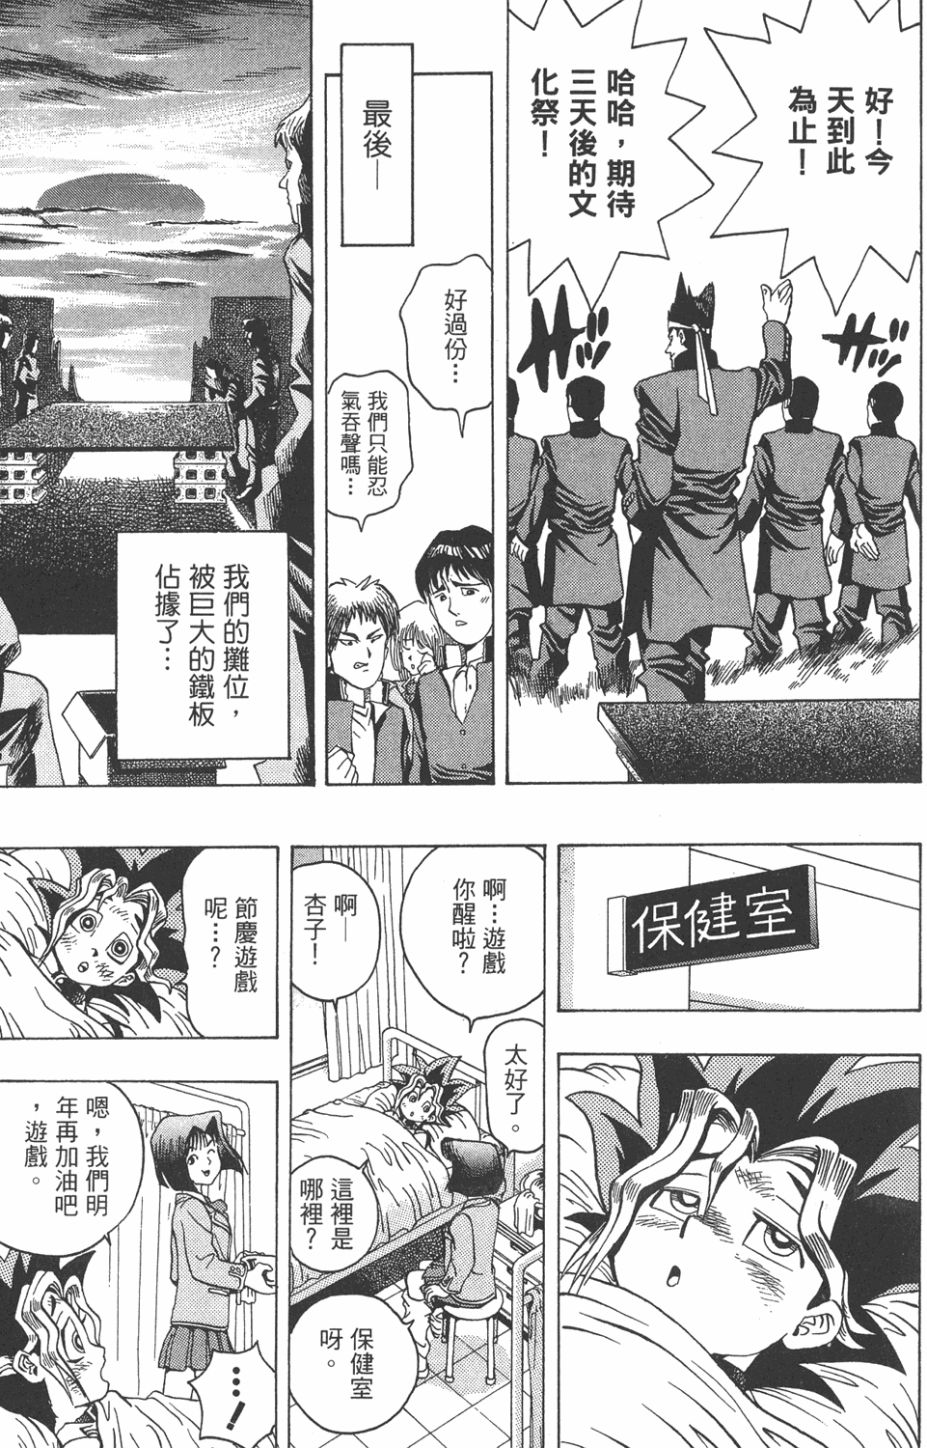 好！今
天到此
為止！
哈哈，期待
三天後的文
化祭！
ザッ
ザッ
最後—
好過份…
我們只能忍
氣吞聲嗎…
我們的攤位，
被巨大的鐵板
佔據了…
保健室
啊…遊戲
你醒啦？
太好了。
啊—
杏子！
這裡是
哪裡？
保健室
呀。
節慶遊戲
呢…？
嗯，我們明
年再加油吧
，遊戲。
…！